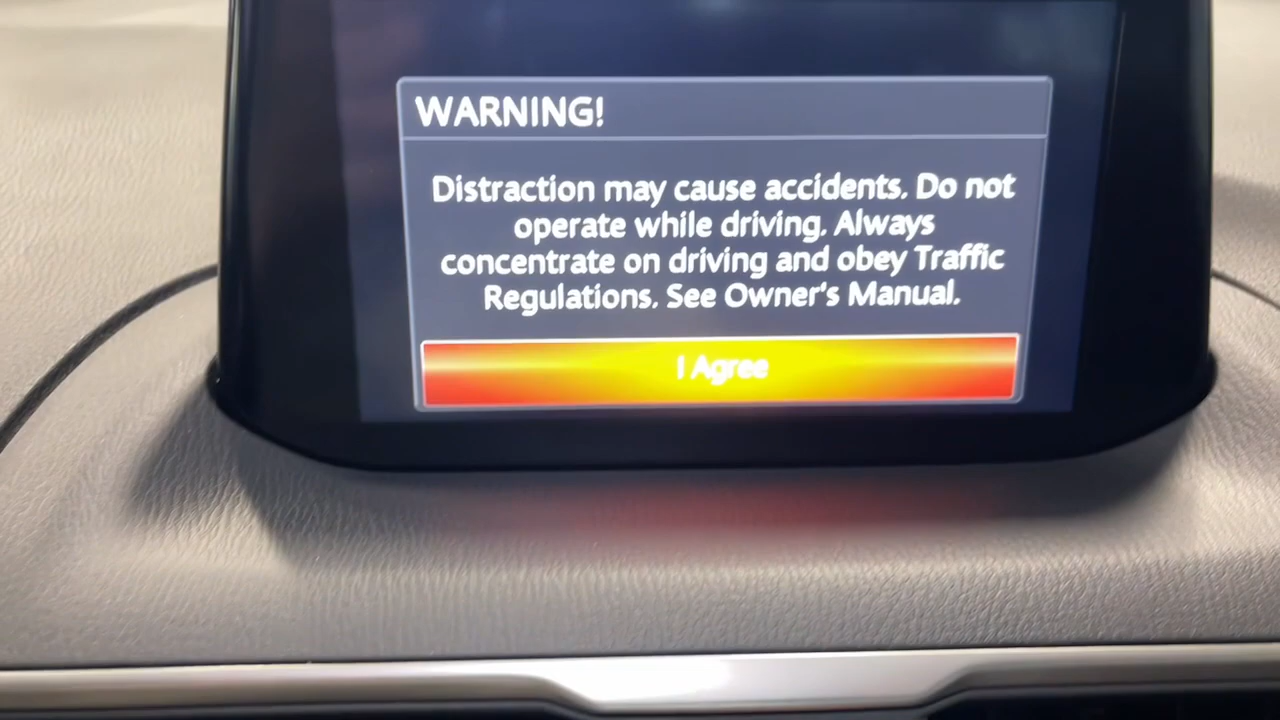 WARNING!
Distraction may cause accidents. Do not
operate while driving. Always
concentrate on driving and obey Traffic
Regulations. See Owner's Manual.
I Agree